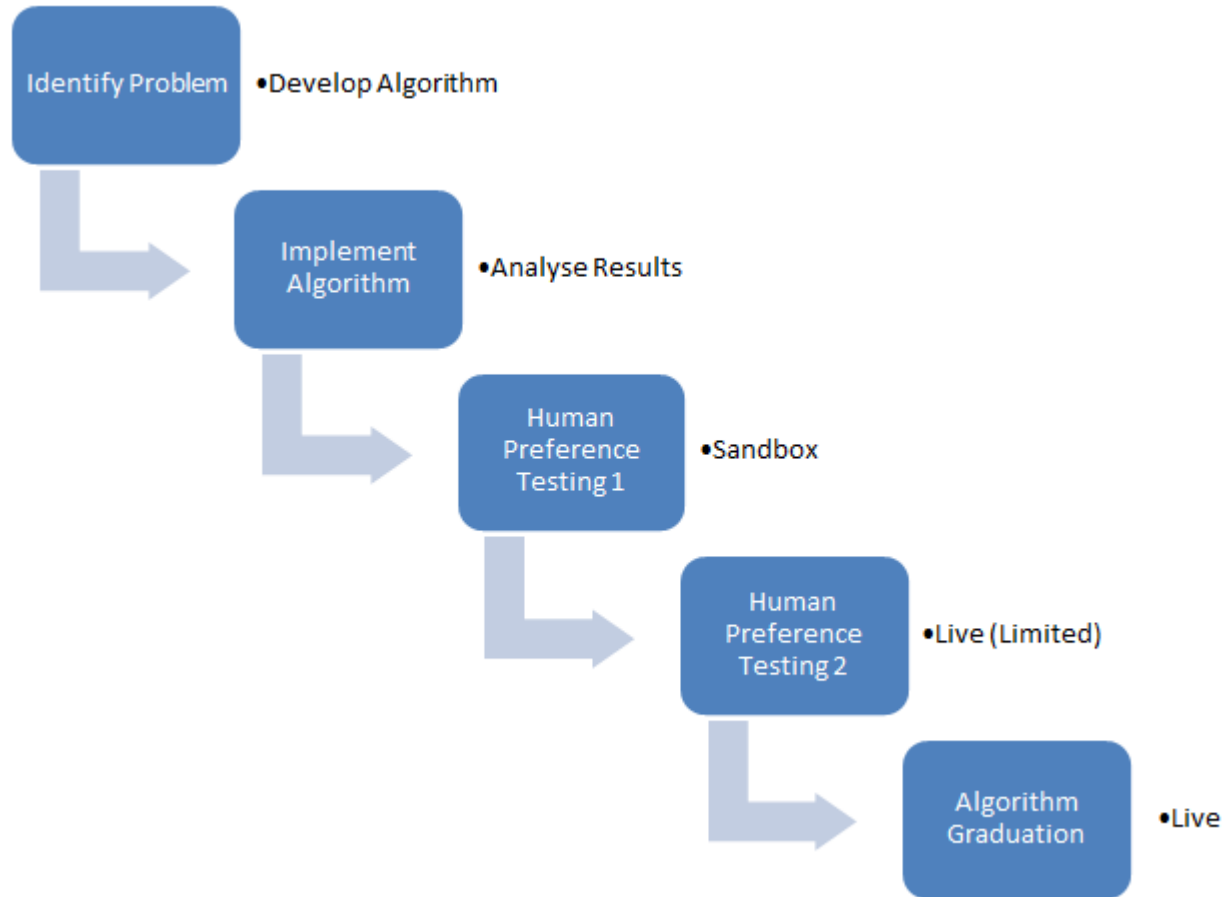 Identify Problem
•Develop Algorithm
Implement
Algorithm
•Analyse Results
Human
Preference
Testing 1
•Sandbox
Human
Preference
Testing 2
•Live (Limited)
Algorithm
Graduation
•Live